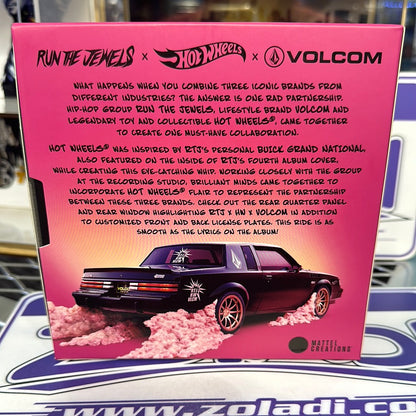 RUN THE JEWELS x Hot Wheels x VOLCOM
WHAT HAPPENS WHEN YOU COMBINE THREE ICONIC BRANDS FROM
DIFFERENT INDUSTRIES? THE ANSWER IS ONE RAD PARTNERSHIP.
HIP-HOP GROUP RUN THE JEWELS, LIFESTYLE BRAND VOLCOM AND
LEGENDARY TOY AND COLLECTIBLE HOT WHEELS®, CAME TOGETHER
TO CREATE ONE MUST-HAVE COLLABORATION.
HOT WHEELS® WAS INSPIRED BY RTJ'S PERSONAL BUICK GRAND NATIONAL,
ALSO FEATURED ON THE INSIDE OF RTJ'S FOURTH ALBUM COVER,
WHILE CREATING THIS EYE-CATCHING WHIP. WORKING CLOSELY WITH THE GROUP
AT THE RECORDING STUDIO, BRILLIANT MINDS CAME TOGETHER TO
INCORPORATE HOT WHEELS® FLAIR TO REPRESENT THE PARTNERSHIP
BETWEEN THESE THREE BRANDS. CHECK OUT THE REAR QUARTER PANEL
AND REAR WINDOW HIGHLIGHTING RTJ x HW x VOLCOM IN ADDITION
TO CUSTOMIZED FRONT AND BACK LICENSE PLATES. THIS RIDE IS AS
SMOOTH AS THE LYRICS ON THE ALBUM!
MATTEL
CREATIONS
www.zoladi.com